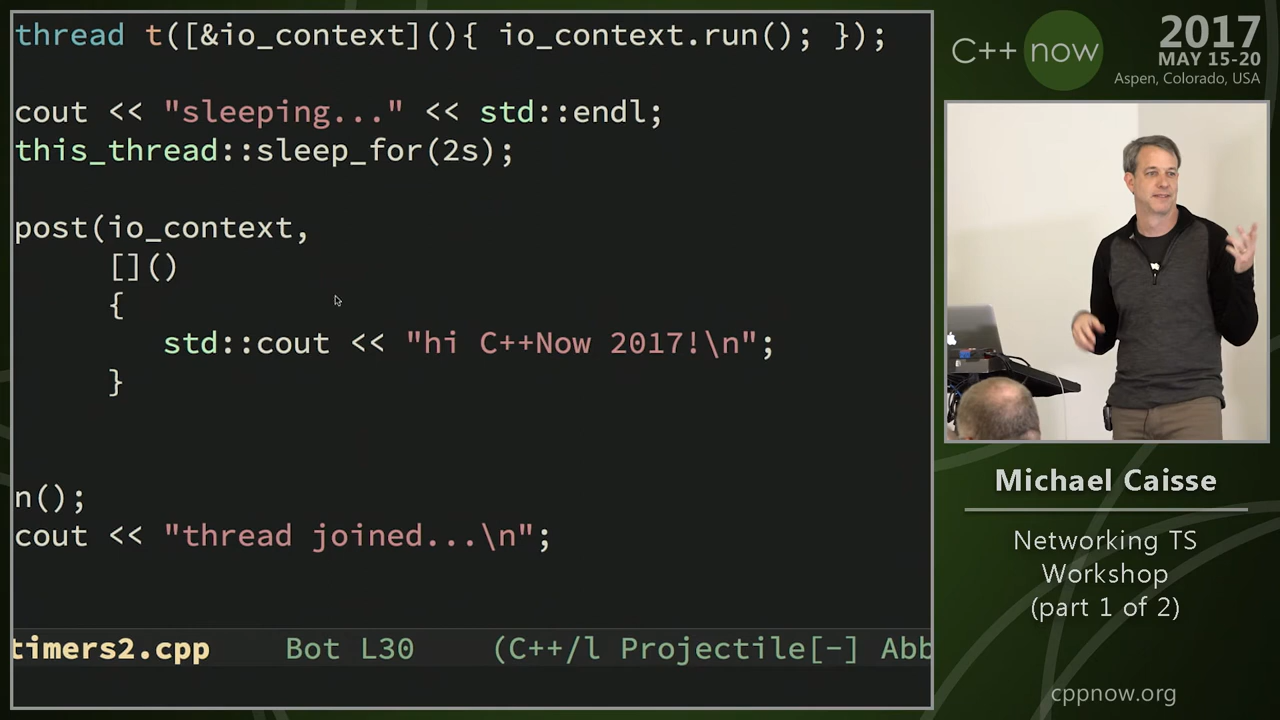 thread t([&io_context](){ io_context.run(); });
cout << "sleeping..." << std::endl;
this_thread::sleep_for(2s);
post(io_context,
[]()
{
std::cout << "hi C++Now 2017!\n";
}
n();
cout << "thread joined...\n";
timers2.cpp Bot L30 (C++/l Projectile[-] Abb
C++ now
2017
MAY 15-20
Aspen, Colorado, USA
Michael Caisse
Networking TS
Workshop
(part 1 of 2)
cppnow.org